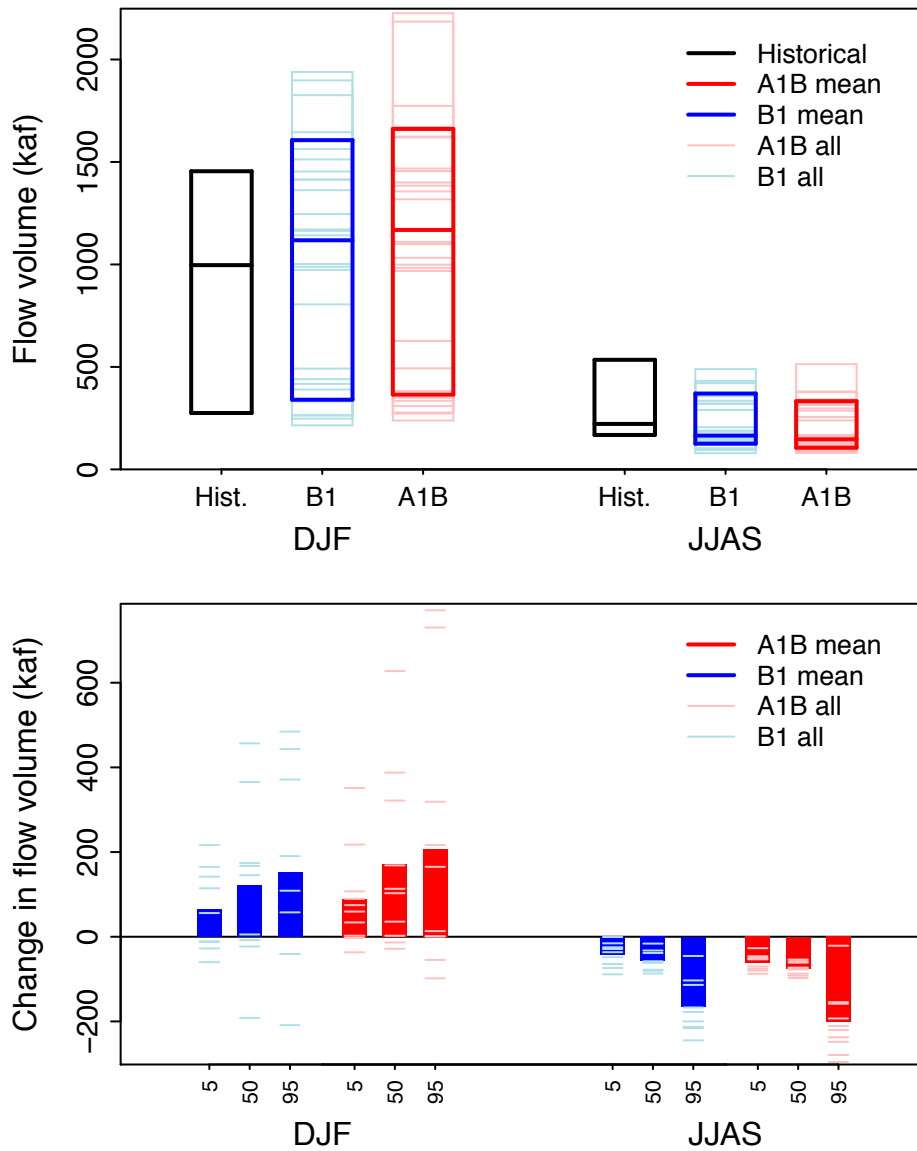 Flow volume (kaf)
2000
1500
1000
500
0
Historical
A1B mean
B1 mean
A1B all
B1 all
Hist. B1 A1B Hist. B1 A1B
DJF JJAS
Change in flow volume (kaf)
600
400
200
0
−200
A1B mean
B1 mean
A1B all
B1 all
5 50 95 5 50 95 5 50 95 5 50 95
DJF JJAS